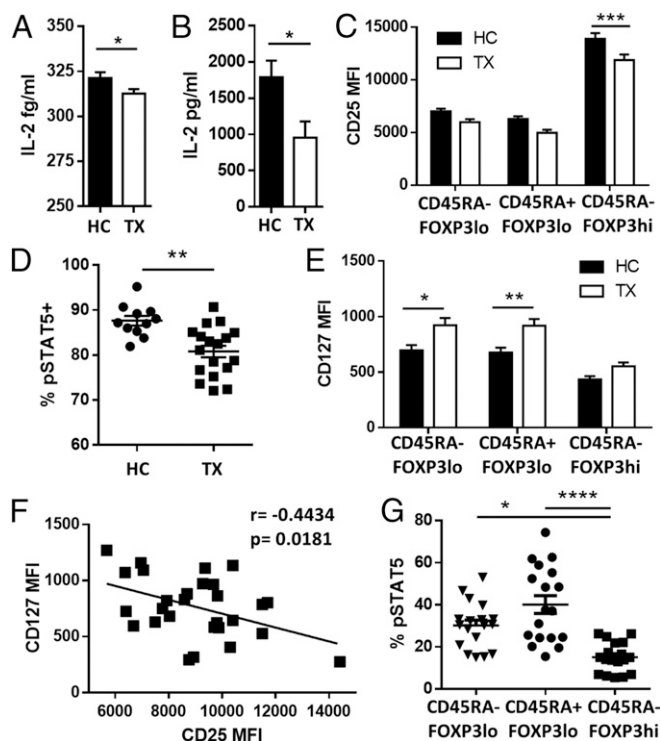 A
*
IL-2 fg/ml
350
325
300
275
250
HC TX
B
*
IL-2 pg/ml
2500
2000
1500
1000
500
0
HC TX
C
HC
TX
***
CD25 MFI
15000
10000
5000
0
CD45RA- CD45RA+ CD45RA-
FOXP3lo FOXP3lo FOXP3hi
D
**
% pSTAT5+
100
90
80
70
60
HC TX
E
HC
TX
* **
CD127 MFI
1000
500
0
1500
CD45RA- CD45RA+ CD45RA-
FOXP3lo FOXP3lo FOXP3hi
F
r= -0.4434
p= 0.0181
CD127 MFI
1500
1000
500
0
6000 8000 10000 12000 14000
CD25 MFI
G
* ****
% pSTAT5
80
60
40
20
0
CD45RA- CD45RA+ CD45RA-
FOXP3lo FOXP3lo FOXP3hi